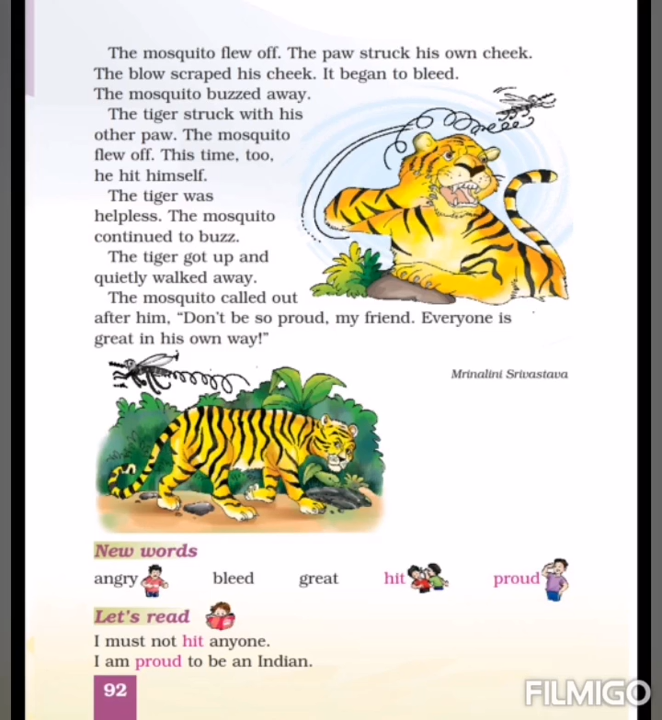 The mosquito flew off. The paw struck his own cheek.
The blow scraped his cheek. It began to bleed.
The mosquito buzzed away.
The tiger struck with his
other paw. The mosquito
flew off. This time, too,
he hit himself.
The tiger was
helpless. The mosquito
continued to buzz.
The tiger got up and
quietly walked away.
The mosquito called out
after him, “Don't be so proud, my friend. Everyone is
great in his own way!”
Mrinalini Srivastava
New words
angry bleed great hit proud
Let's read
I must not hit anyone.
I am proud to be an Indian.
92
FILMIGO